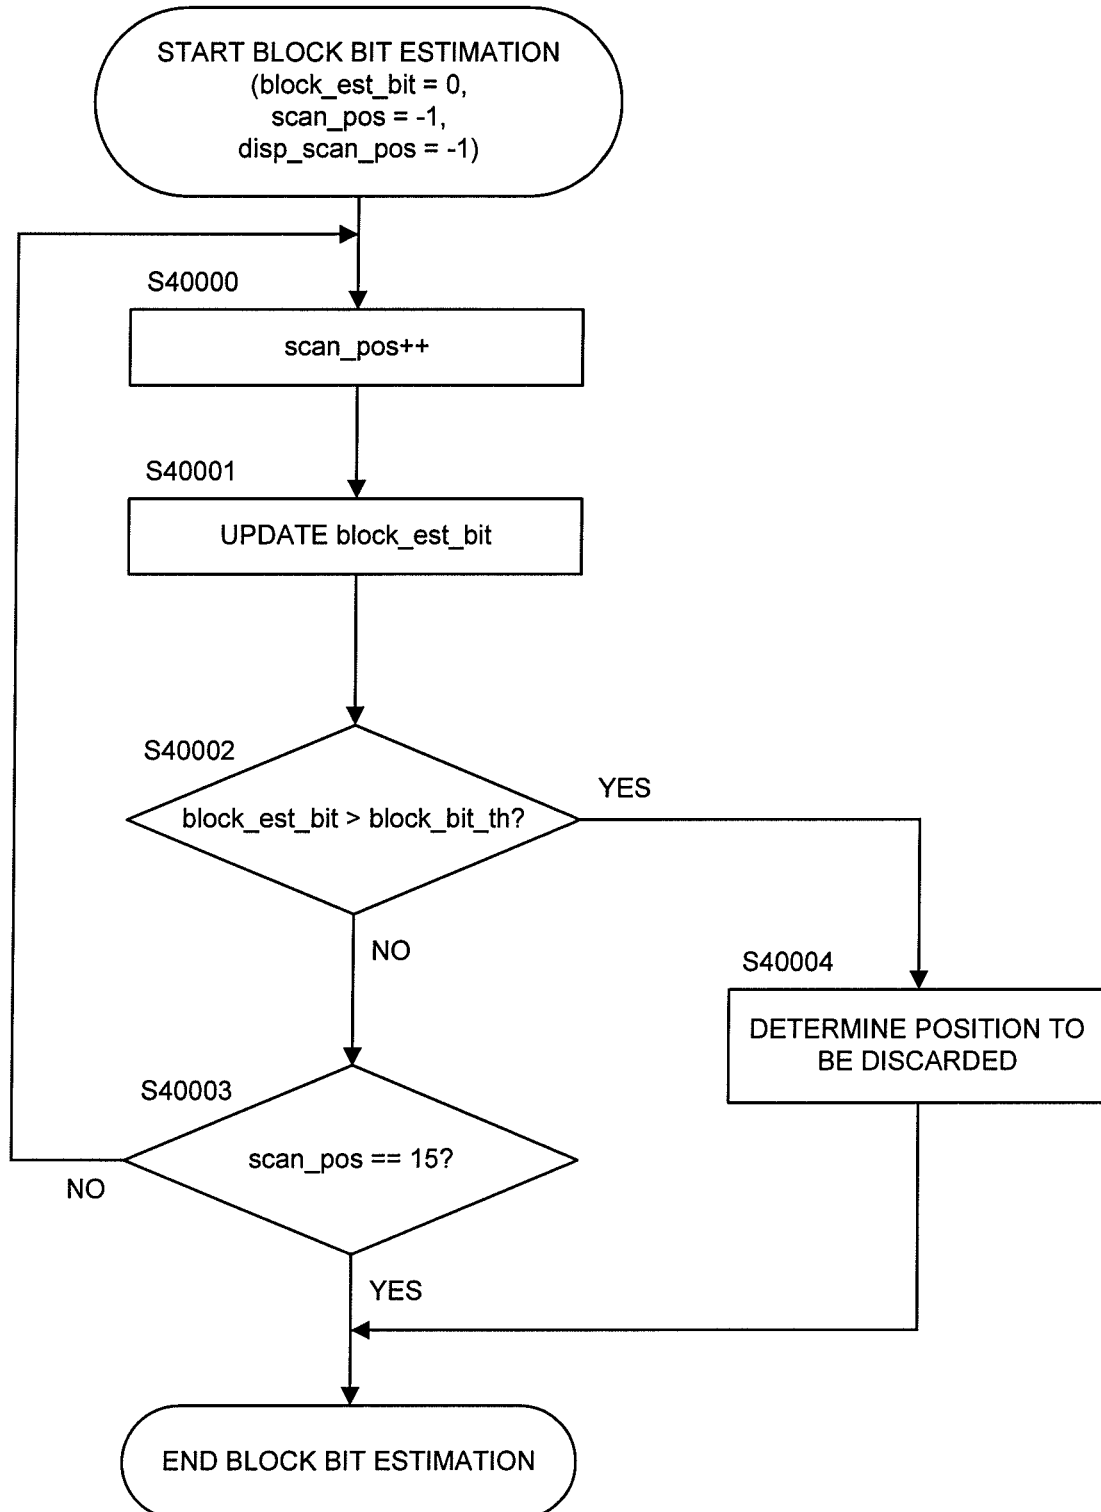 START BLOCK BIT ESTIMATION
(block_est_bit = 0,
scan_pos = -1,
disp_scan_pos = -1)
S40000
scan_pos++
S40001
UPDATE block_est_bit
S40002
block_est_bit > block_bit_th?
YES
NO
S40004
DETERMINE POSITION TO
BE DISCARDED
S40003
scan_pos == 15?
NO
YES
END BLOCK BIT ESTIMATION